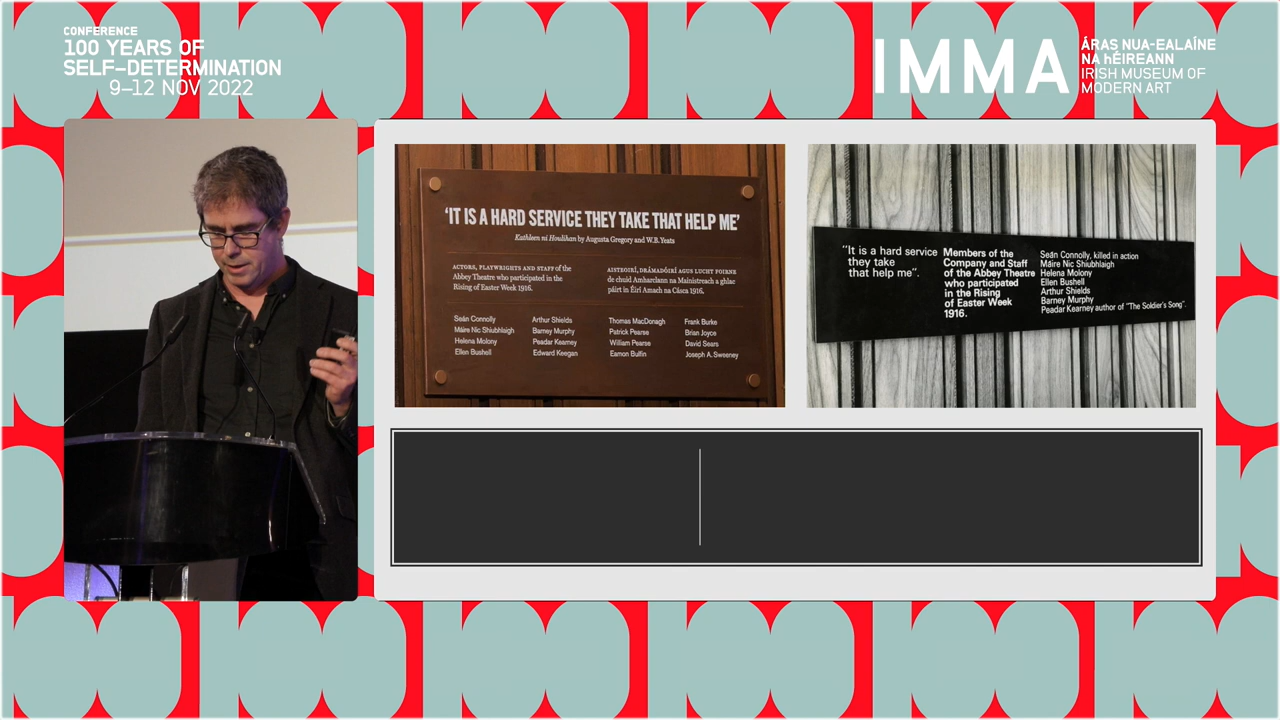 CONFERENCE
100 YEARS OF
SELF–DETERMINATION
9–12 NOV 2022
IMMA
ÁRAS NUA-EALAÍNE
NA hÉIREANN
IRISH MUSEUM OF
MODERN ART
‘IT IS A HARD SERVICE THEY TAKE THAT HELP ME’
Kathleen ni Houlihan by Augusta Gregory and W.B. Yeats
ACTORS, PLAYWRIGHTS AND STAFF of the
Abbey Theatre who participated in the
Rising of Easter Week 1916.
AISTEOIRÍ, DRÁMADÓIRÍ AGUS LUCHT FOIRNE
de chuid Amharclann na Mainistreach a ghlac
páirt in Éirí Amach na Cásca 1916.
Seán Connolly
Máire Nic Shiubhlaigh
Helena Molony
Ellen Bushell
Arthur Shields
Barney Murphy
Peadar Kearney
Edward Keegan
Thomas MacDonagh
Patrick Pearse
William Pearse
Eamon Bulfin
Frank Burke
Brian Joyce
David Sears
Joseph A. Sweeney
"It is a hard service
they take
that help me".
Members of the
Company and Staff
of the Abbey Theatre
who participated
in the Rising
of Easter Week
1916.
Seán Connolly, killed in action
Máire Nic Shiubhlaigh
Helena Molony
Ellen Bushell
Arthur Shields
Barney Murphy
Peadar Kearney author of "The Soldier's Song".